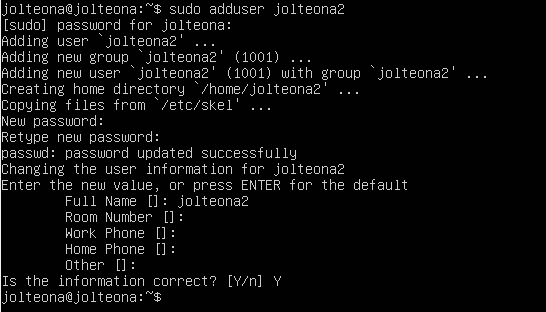 jolteona@jolteona:~$ sudo adduser jolteona2
[sudo] password for jolteona:
Adding user `jolteona2' ...
Adding new group `jolteona2' (1001) ...
Adding new user `jolteona2' (1001) with group `jolteona2' ...
Creating home directory `/home/jolteona2' ...
Copying files from `/etc/skel' ...
New password:
Retype new password:
passwd: password updated successfully
Changing the user information for jolteona2
Enter the new value, or press ENTER for the default
        Full Name []: jolteona2
        Room Number []:
        Work Phone []:
        Home Phone []:
        Other []:
Is the information correct? [Y/n] Y
jolteona@jolteona:~$